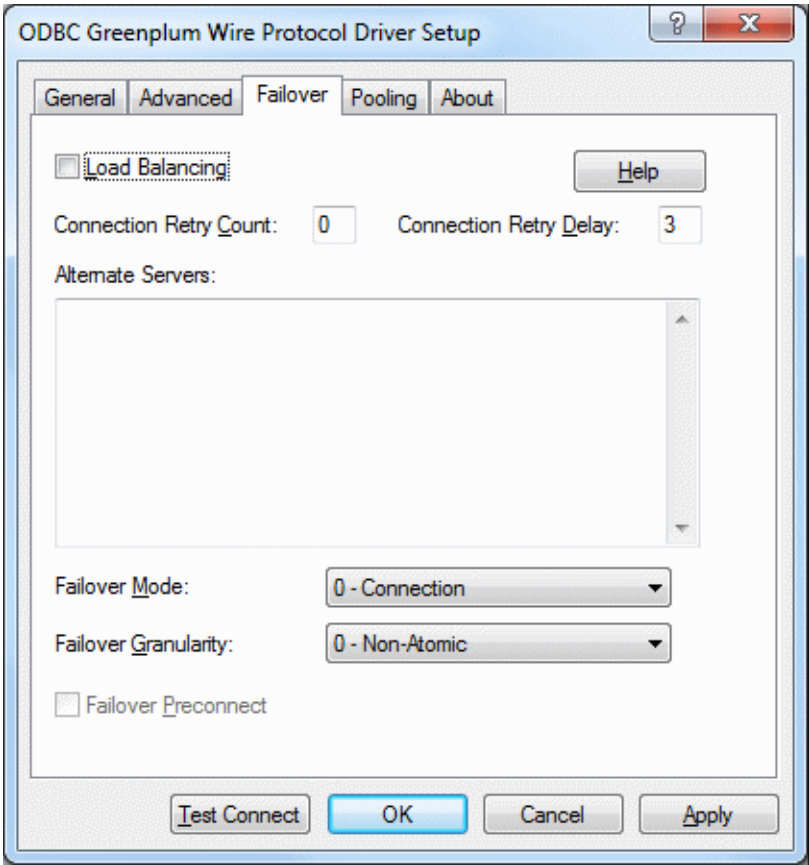 ODBC Greenplum Wire Protocol Driver Setup
General Advanced Failover Pooling About
Load Balancing Help
Connection Retry Count: 0 Connection Retry Delay: 3
Alternate Servers:
Failover Mode: 0 - Connection
Failover Granularity: 0 - Non-Atomic
Failover Preconnect
Test Connect OK Cancel Apply